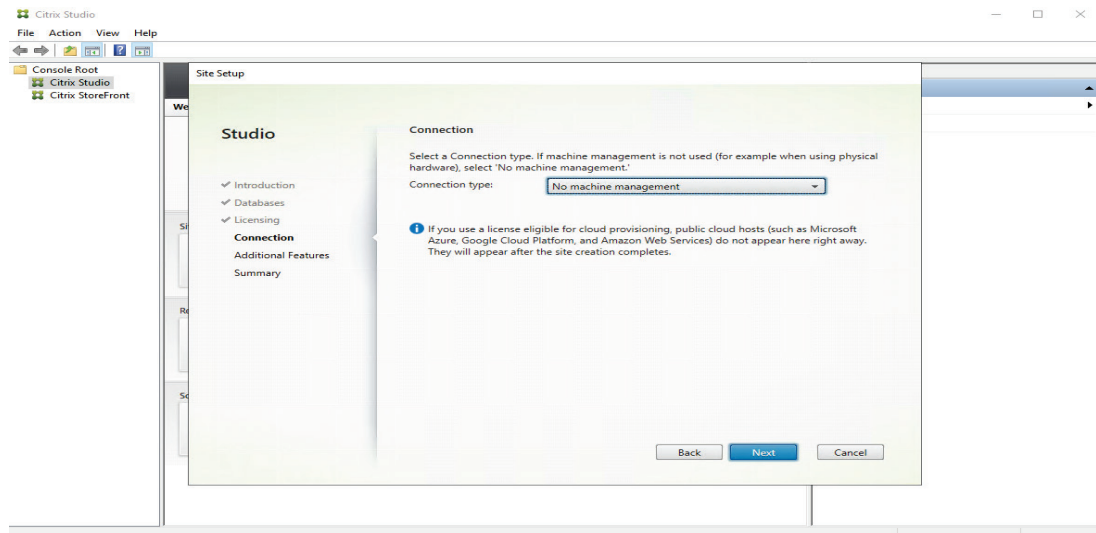 Citrix Studio
File Action View Help
Console Root
Citrix Studio
Citrix StoreFront
We
Si
Re
Sc
Site Setup
Studio
Introduction
Databases
Licensing
Connection
Additional Features
Summary
Connection
Select a Connection type. If machine management is not used (for example when using physical
hardware), select 'No machine management.'
Connection type: No machine management
If you use a license eligible for cloud provisioning, public cloud hosts (such as Microsoft
Azure, Google Cloud Platform, and Amazon Web Services) do not appear here right away.
They will appear after the site creation completes.
Back Next Cancel